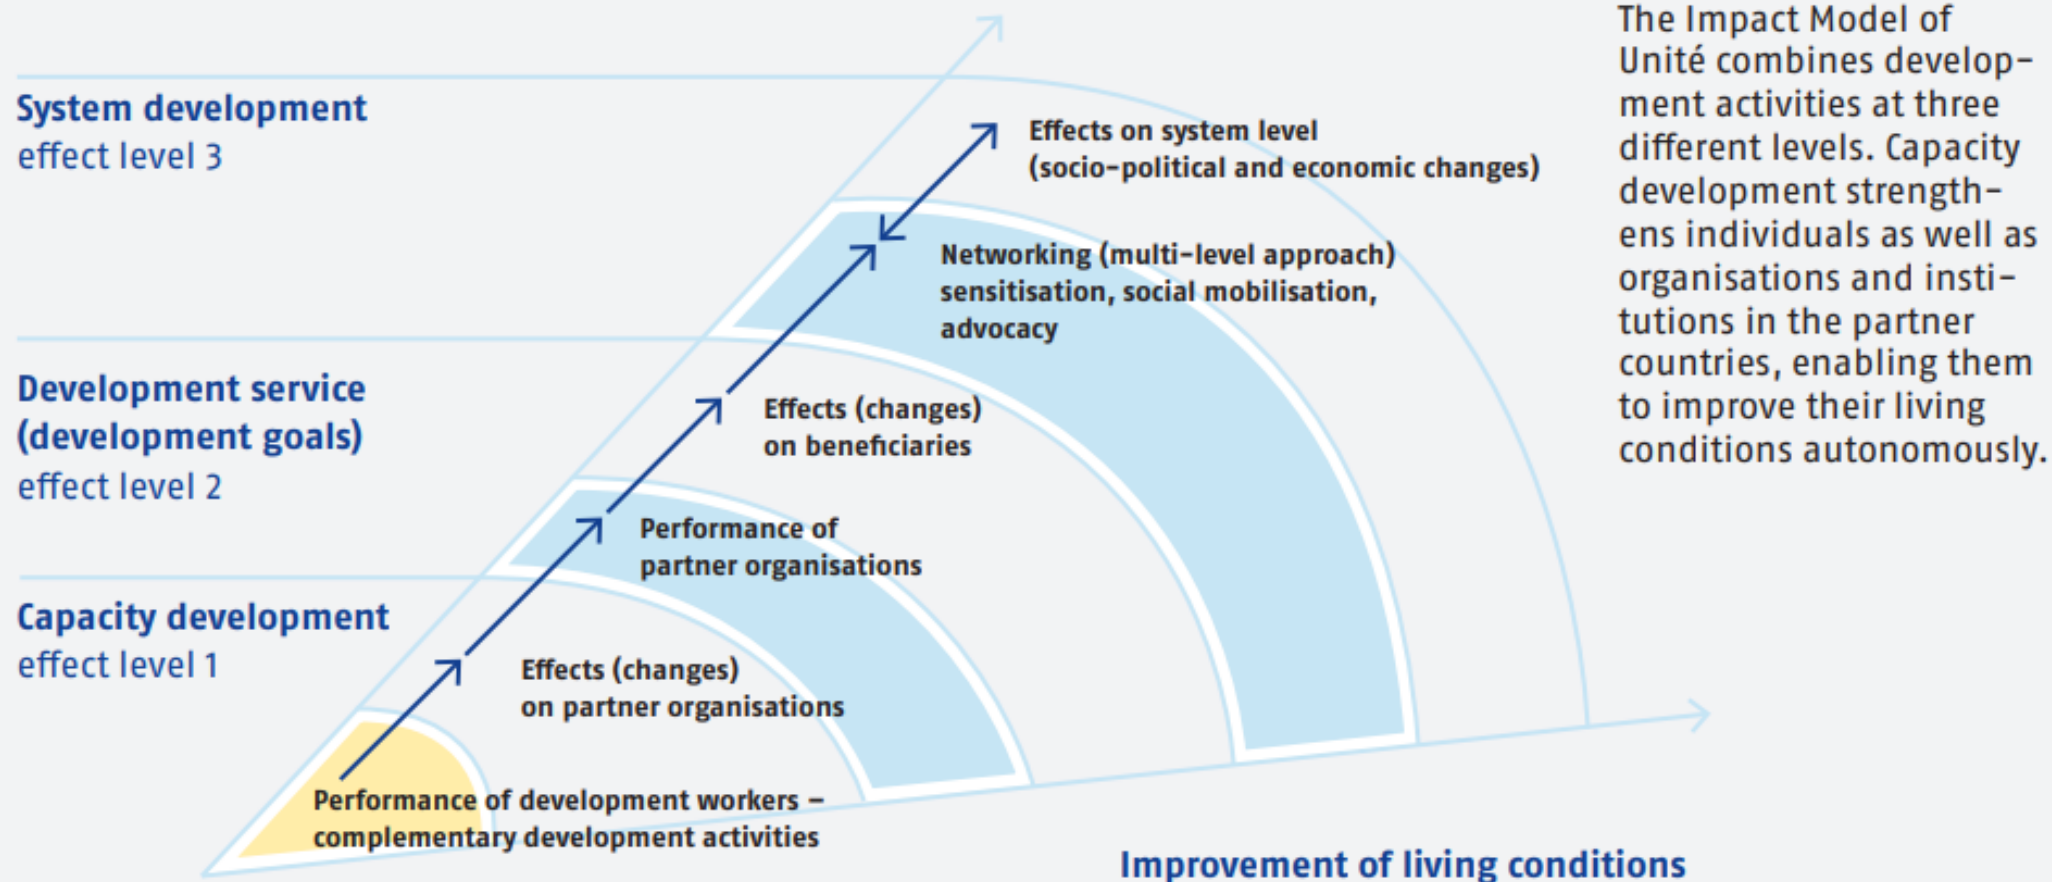 System development
effect level 3
Development service
(development goals)
effect level 2
Capacity development
effect level 1
Effects on system level
(socio-political and economic changes)
Networking (multi-level approach)
sensitisation, social mobilisation,
advocacy
Effects (changes)
on beneficiaries
Performance of
partner organisations
Effects (changes)
on partner organisations
Performance of development workers –
complementary development activities
Improvement of living conditions
The Impact Model of
Unité combines develop-
ment activities at three
different levels. Capacity
development strength-
ens individuals as well as
organisations and insti-
tutions in the partner
countries, enabling them
to improve their living
conditions autonomously.